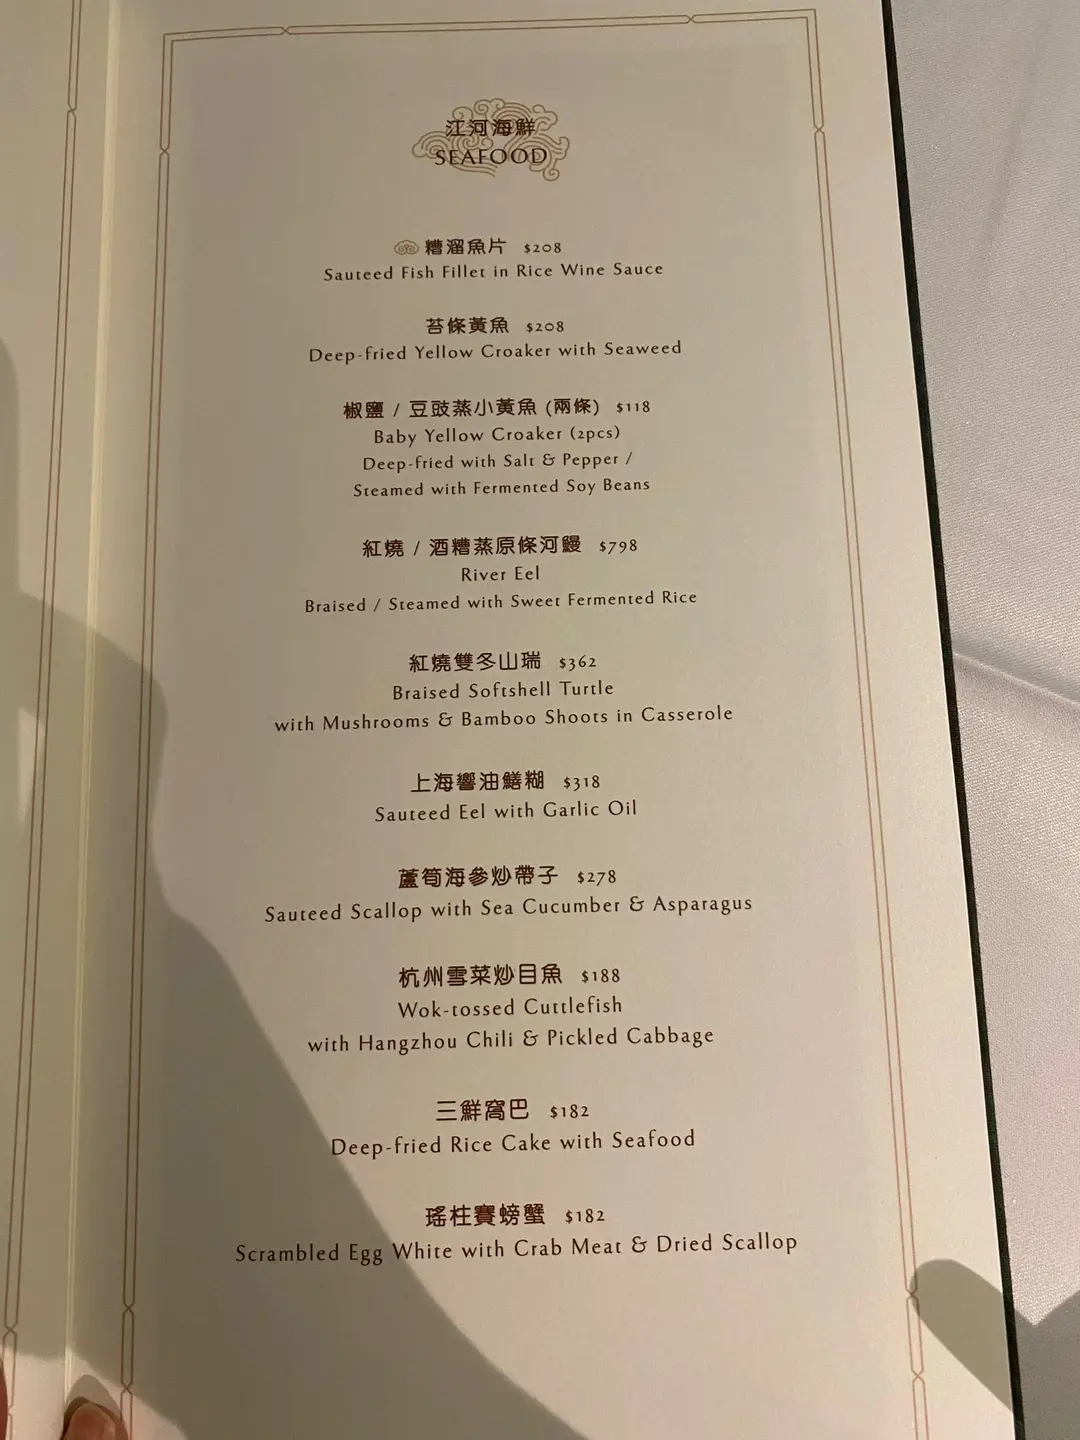 江河海鮮
SEAFOOD
糟溜魚片 $208
Sauteed Fish Fillet in Rice Wine Sauce
苔條黃魚 $208
Deep-fried Yellow Croaker with Seaweed
椒鹽 / 豆豉蒸小黃魚 (兩條) $118
Baby Yellow Croaker (2pcs)
Deep-fried with Salt & Pepper /
Steamed with Fermented Soy Beans
紅燒 / 酒糟蒸原條河鰻 $798
River Eel
Braised / Steamed with Sweet Fermented Rice
紅燒雙冬山瑞 $362
Braised Softshell Turtle
with Mushrooms & Bamboo Shoots in Casserole
上海響油鱔糊 $318
Sauteed Eel with Garlic Oil
蘆筍海參炒帶子 $278
Sauteed Scallop with Sea Cucumber & Asparagus
杭州雪菜炒目魚 $188
Wok-tossed Cuttlefish
with Hangzhou Chili & Pickled Cabbage
三鮮窩巴 $182
Deep-fried Rice Cake with Seafood
瑤柱賽螃蟹 $182
Scrambled Egg White with Crab Meat & Dried Scallop